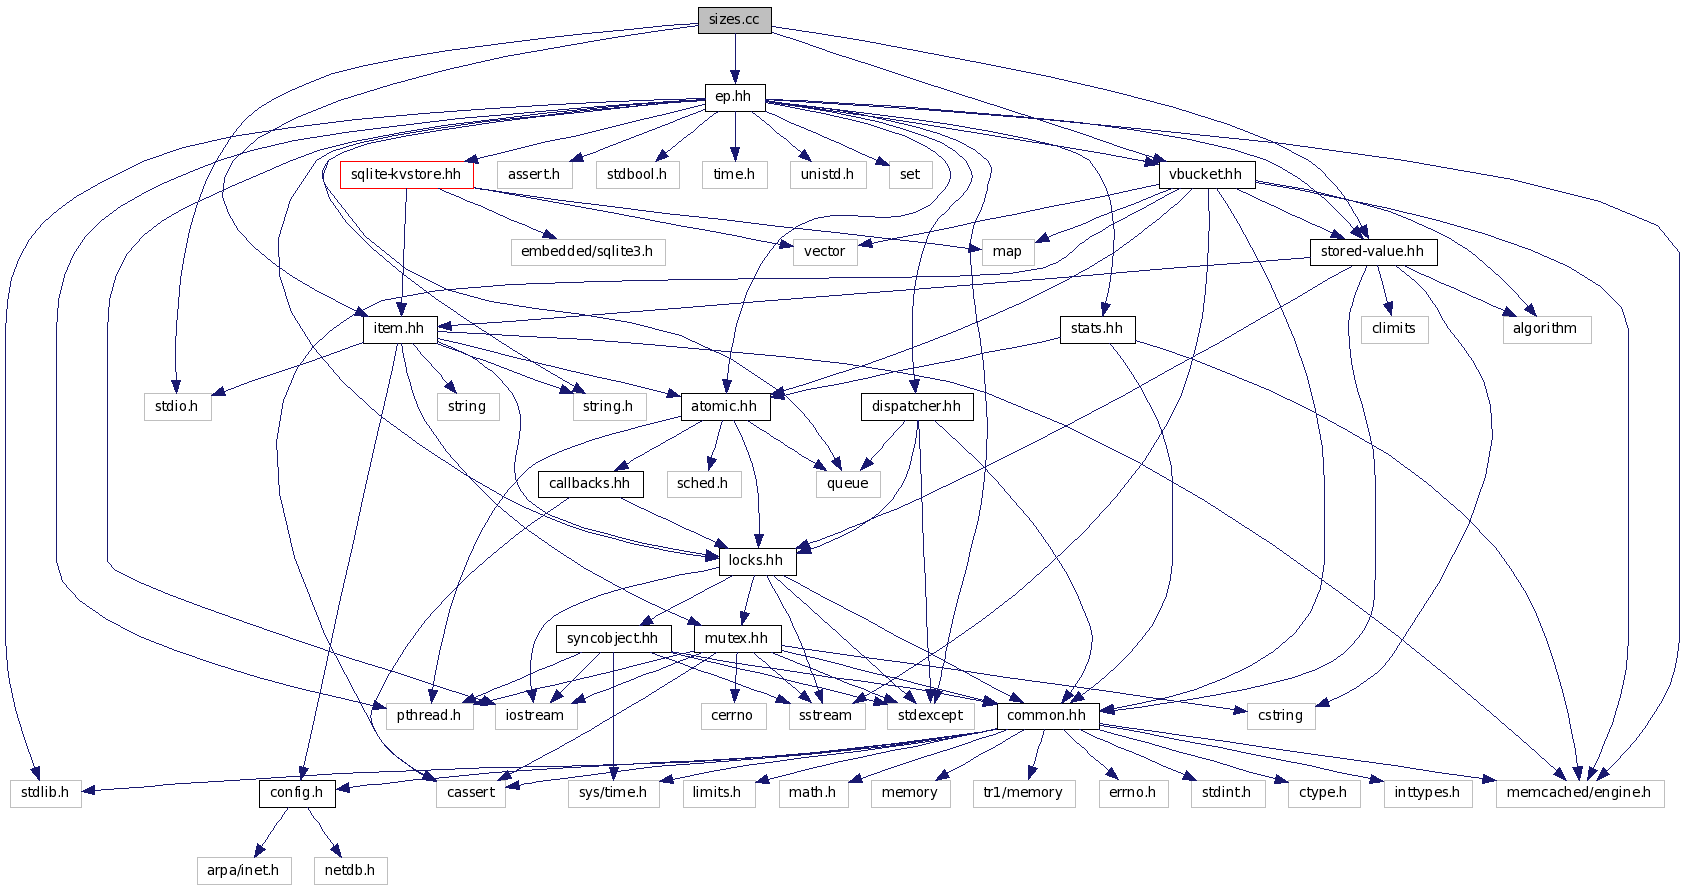 sizes.cc
ep.hh
sqlite-kvstore.hh
assert.h
stdbool.h
time.h
unistd.h
set
vbucket.hh
embedded/sqlite3.h
vector
map
stored-value.hh
item.hh
stats.hh
climits
algorithm
stdio.h
string
string.h
atomic.hh
dispatcher.hh
callbacks.hh
sched.h
queue
locks.hh
syncobject.hh
mutex.hh
pthread.h
iostream
cerrno
sstream
stdexcept
common.hh
cstring
stdlib.h
config.h
cassert
sys/time.h
limits.h
math.h
memory
tr1/memory
errno.h
stdint.h
ctype.h
inttypes.h
memcached/engine.h
arpa/inet.h
netdb.h